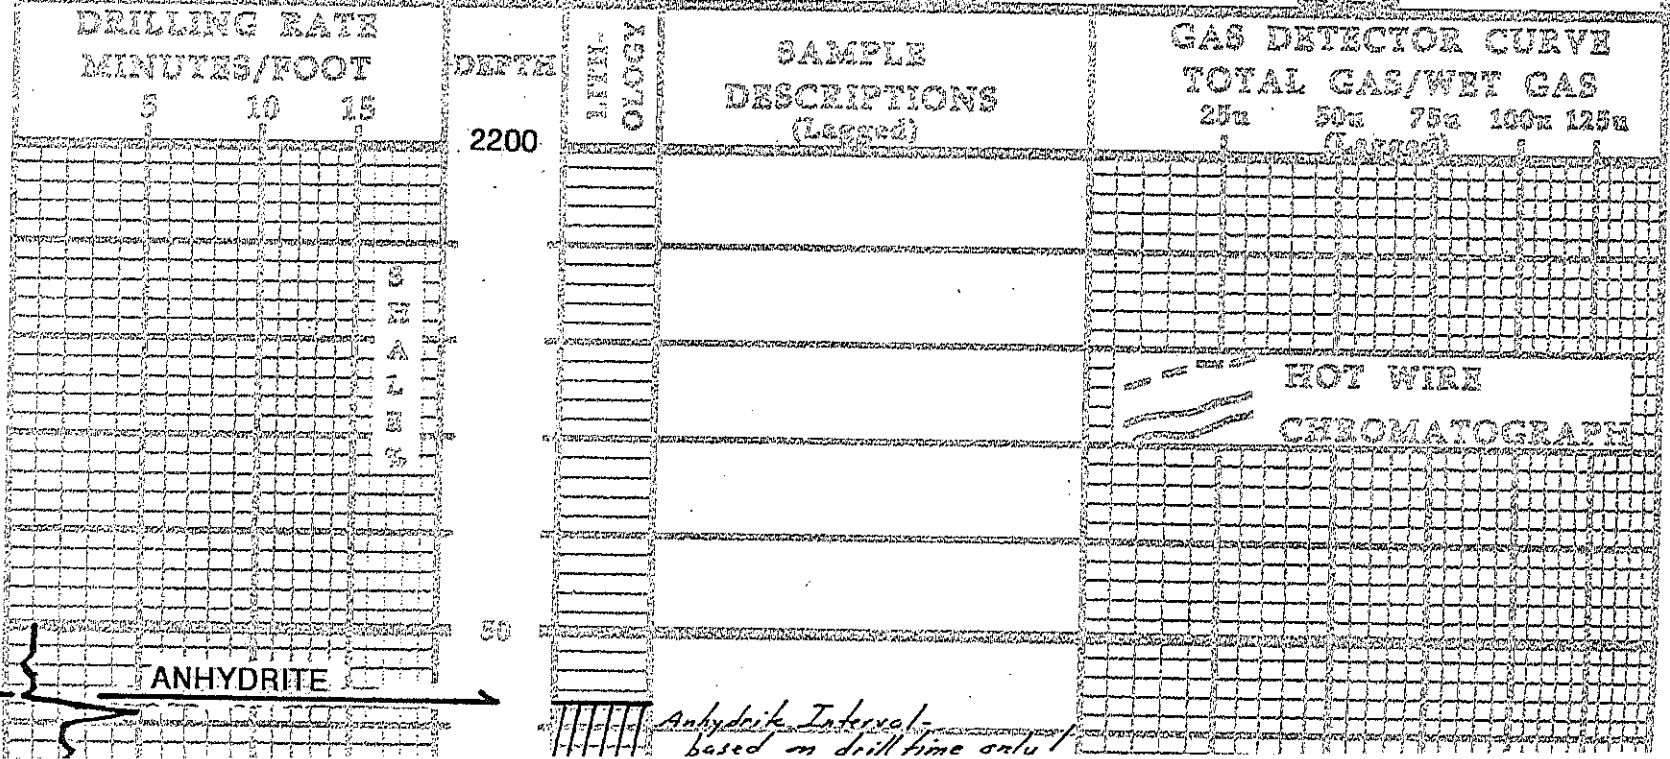 DRILLING RATE
MINUTES/FOOT
5 10 15
DEPTH
2200
LITH-
OLOGY
SAMPLE
DESCRIPTIONS
(Lagged)
GAS DETECTOR CURVE
TOTAL GAS/WET GAS
25u 50u 75u 100u 125u
(Lagged)
S
H
A
L
E
%
HOT WIRE
CHROMATOGRAPH
50
ANHYDRITE
Anhydrite Interval-
based on drill time only!